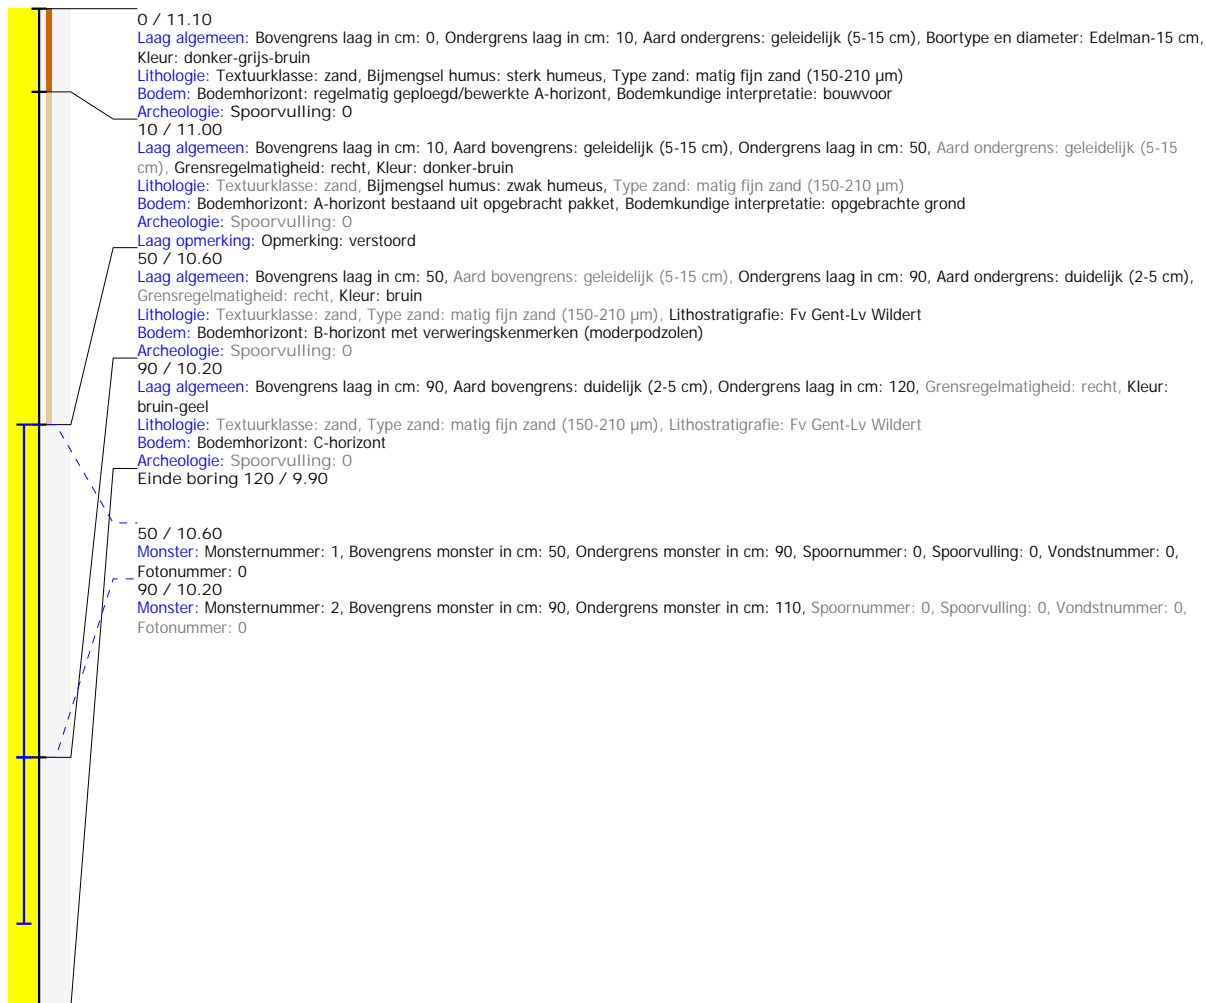 0 / 11.10
Laag algemeen: Bovengrens laag in cm: 0, Ondergrens laag in cm: 10, Aard ondergrens: geleidelijk (5-15 cm), Boortype en diameter: Edelman-15 cm,
Kleur: donker-grijs-bruin
Lithologie: Textuurklasse: zand, Bijmengsel humus: sterk humeus, Type zand: matig fijn zand (150-210 µm)
Bodem: Bodemhorizont: regelmatig geploegd/bewerkte A-horizont, Bodemkundige interpretatie: bouwvoor
Archeologie: Spoorvulling: 0
10 / 11.00
Laag algemeen: Bovengrens laag in cm: 10, Aard bovengrens: geleidelijk (5-15 cm), Ondergrens laag in cm: 50, Aard ondergrens: geleidelijk (5-15
cm), Grensregelmatigheid: recht, Kleur: donker-bruin
Lithologie: Textuurklasse: zand, Bijmengsel humus: zwak humeus, Type zand: matig fijn zand (150-210 µm)
Bodem: Bodemhorizont: A-horizont bestaand uit opgebracht pakket, Bodemkundige interpretatie: opgebrachte grond
Archeologie: Spoorvulling: 0
Laag opmerking: Opmerking: verstoord
50 / 10.60
Laag algemeen: Bovengrens laag in cm: 50, Aard bovengrens: geleidelijk (5-15 cm), Ondergrens laag in cm: 90, Aard ondergrens: duidelijk (2-5 cm),
Grensregelmatigheid: recht, Kleur: bruin
Lithologie: Textuurklasse: zand, Type zand: matig fijn zand (150-210 µm), Lithostratigrafie: Fv Gent-Lv Wildert
Bodem: Bodemhorizont: B-horizont met verweringskenmerken (moderpodzolen)
Archeologie: Spoorvulling: 0
90 / 10.20
Laag algemeen: Bovengrens laag in cm: 90, Aard bovengrens: duidelijk (2-5 cm), Ondergrens laag in cm: 120, Grensregelmatigheid: recht, Kleur:
bruin-geel
Lithologie: Textuurklasse: zand, Type zand: matig fijn zand (150-210 µm), Lithostratigrafie: Fv Gent-Lv Wildert
Bodem: Bodemhorizont: C-horizont
Archeologie: Spoorvulling: 0
Einde boring 120 / 9.90
50 / 10.60
Monster: Monsternummer: 1, Bovengrens monster in cm: 50, Ondergrens monster in cm: 90, Spoornummer: 0, Spoorvulling: 0, Vondstnummer: 0,
Fotonummer: 0
90 / 10.20
Monster: Monsternummer: 2, Bovengrens monster in cm: 90, Ondergrens monster in cm: 110, Spoornummer: 0, Spoorvulling: 0, Vondstnummer: 0,
Fotonummer: 0